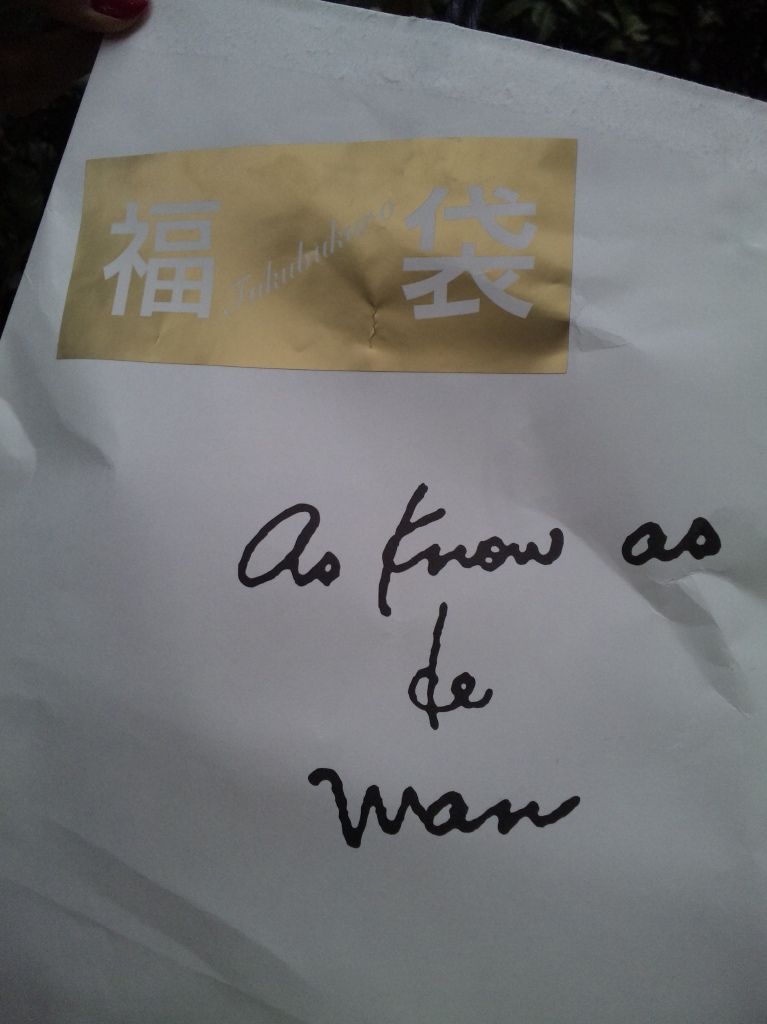 福 Fukubukuro 袋
As know as
de
wan